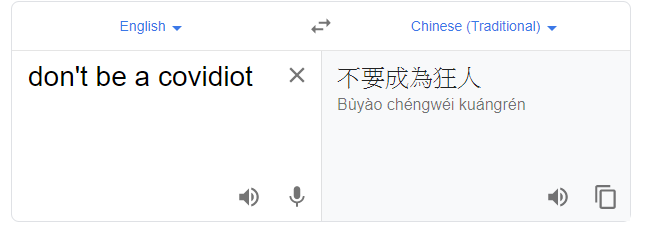 English
Chinese (Traditional)
don't be a covidiot
不要成為狂人
Bùyào chéngwéi kuángrén